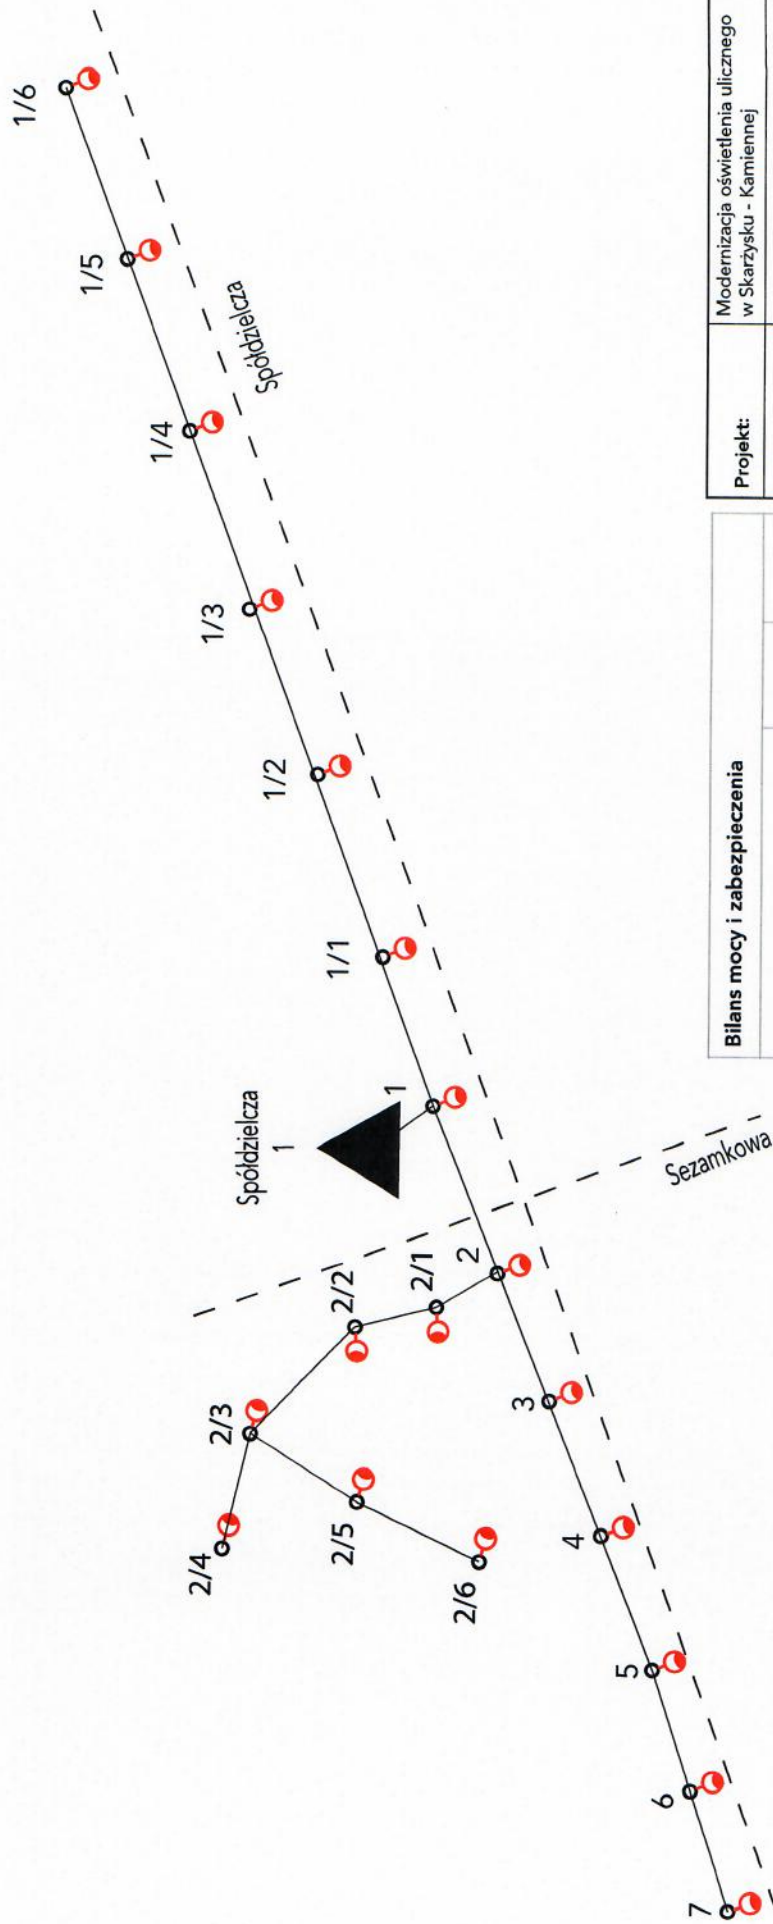 1/6
1/5
1/4
1/3
1/2
1/1
Spółdzielcza
Spółdzielcza
1
1
2
2/1
2/2
2/3
2/4
2/5
2/6
Sezamkowa
3
4
5
6
7
Bilans mocy i zabezpieczenia
Projekt:
Modernizacja oświetlenia ulicznego
w Skarżysku - Kamiennej